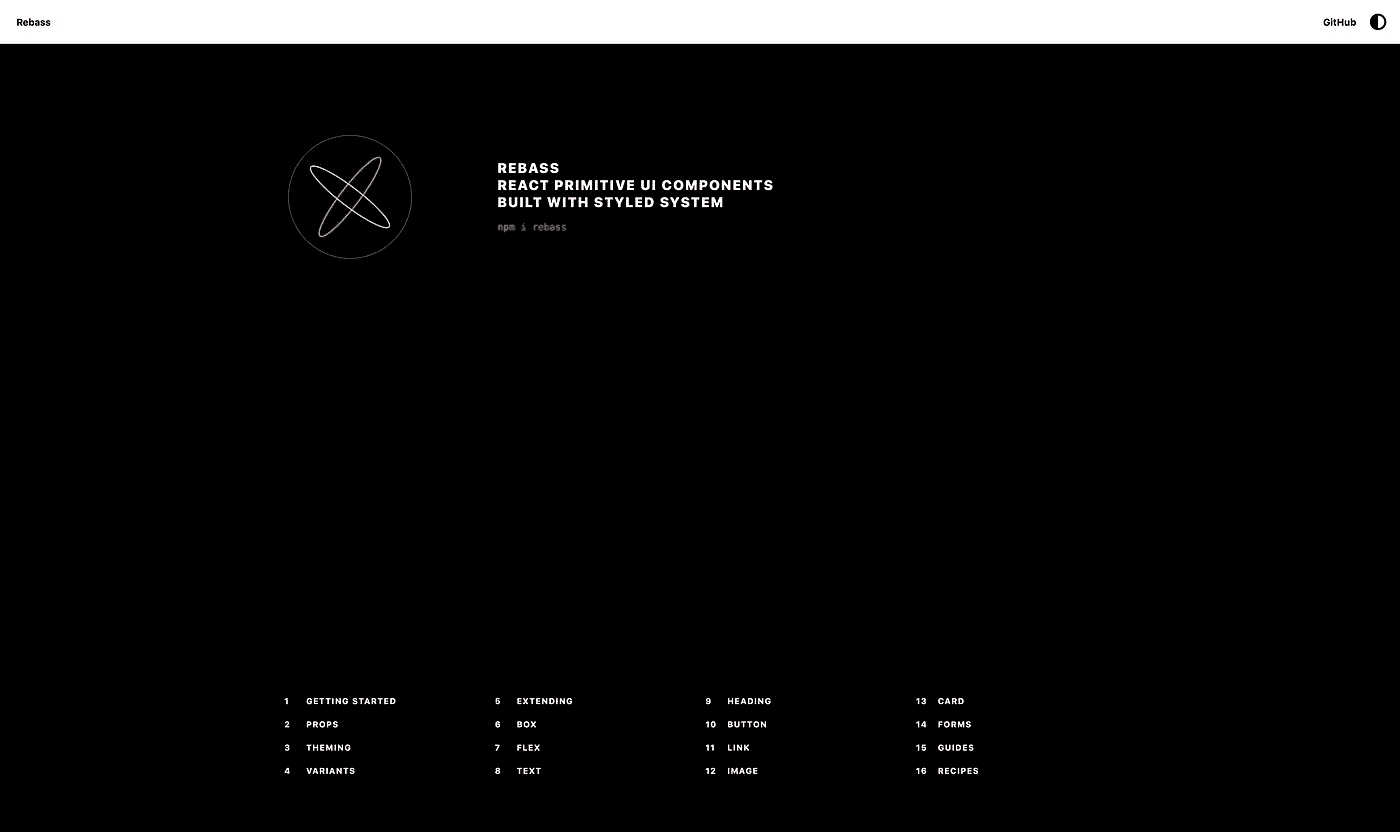 Rebass
GitHub
REBASS
REACT PRIMITIVE UI COMPONENTS
BUILT WITH STYLED SYSTEM
npm i rebass
1 GETTING STARTED
2 PROPS
3 THEMING
4 VARIANTS
5 EXTENDING
6 BOX
7 FLEX
8 TEXT
9 HEADING
10 BUTTON
11 LINK
12 IMAGE
13 CARD
14 FORMS
15 GUIDES
16 RECIPES